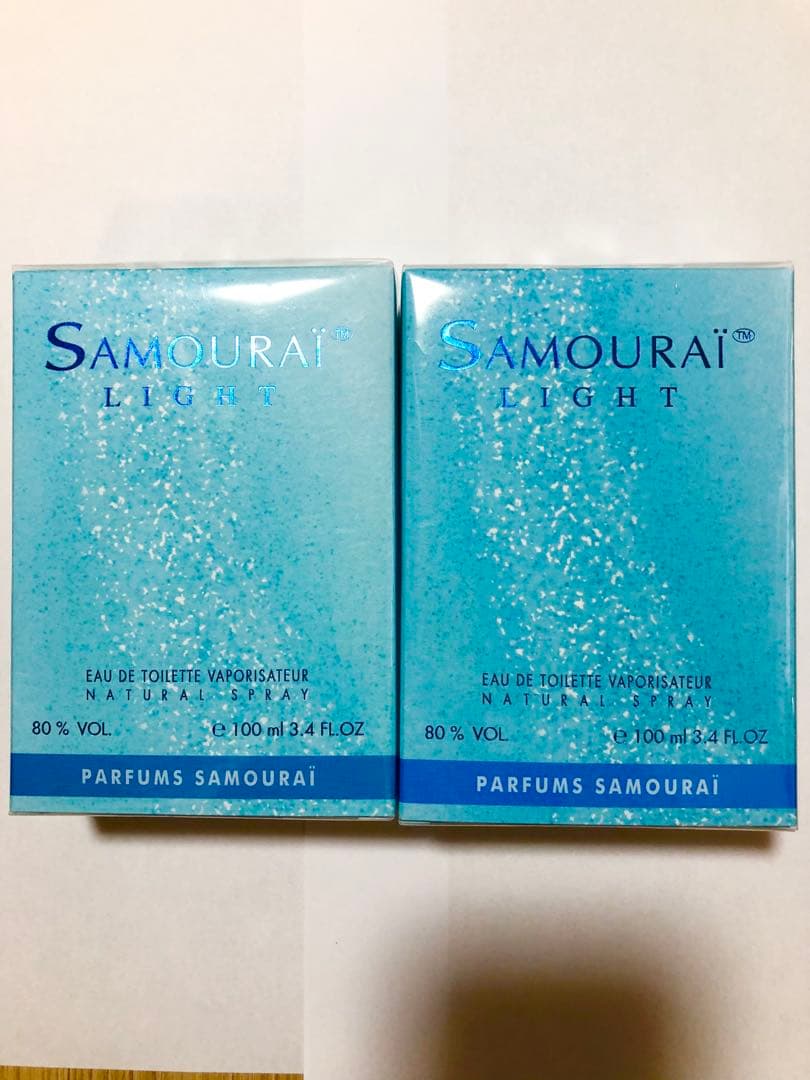 SAMOURAÏ™
LIGHT
EAU DE TOILETTE VAPORISATEUR
NATURAL SPRAY
80 % VOL. ℮ 100 ml 3.4 FL.OZ
PARFUMS SAMOURAÏ
SAMOURAÏ™
LIGHT
EAU DE TOILETTE VAPORISATEUR
NATURAL SPRAY
80 % VOL. ℮ 100 ml 3.4 FL.OZ
PARFUMS SAMOURAÏ